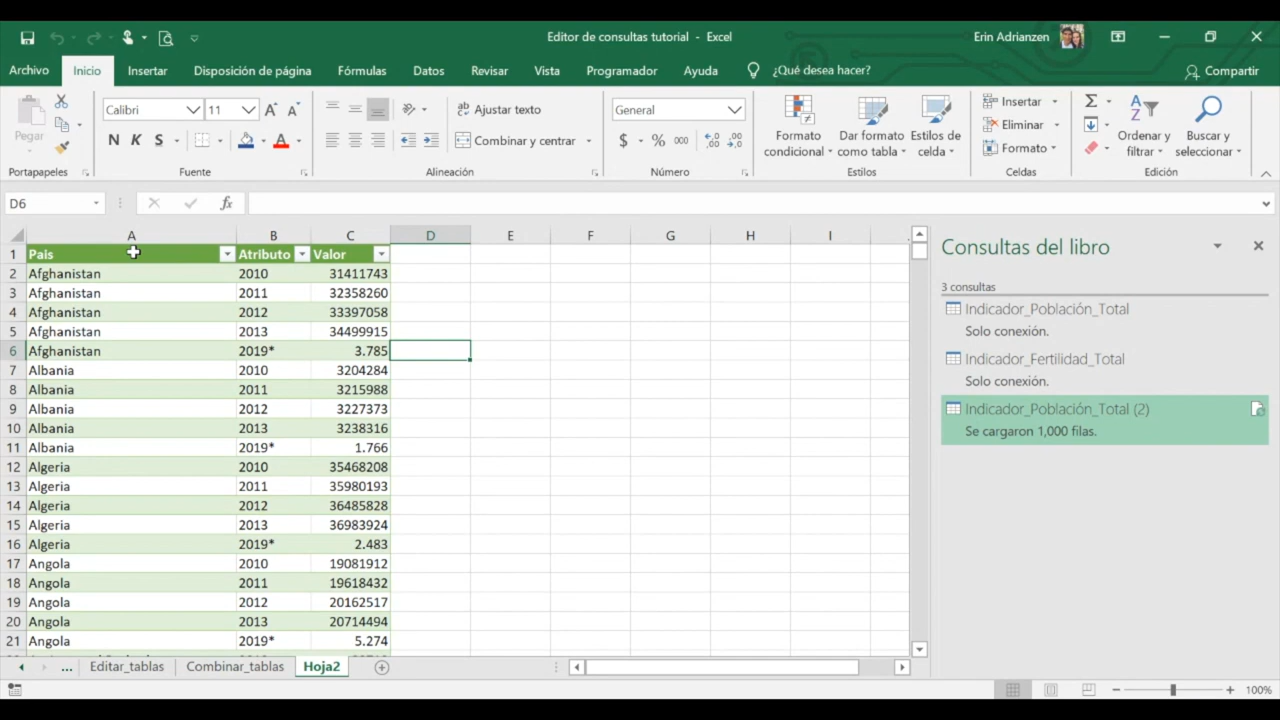 Editor de consultas tutorial - Excel
Erin Adrianzen
Archivo Inicio Insertar Disposición de página Fórmulas Datos Revisar Vista Programador Ayuda ¿Qué desea hacer? Compartir
Pegar
Calibri 11
N K S
Ajustar texto
Combinar y centrar
General
$ % 000
Formato condicional
Dar formato como tabla
Estilos de celda
Insertar
Eliminar
Formato
Ordenar y filtrar
Buscar y seleccionar
Portapapeles Fuente Alineación Número Estilos Celdas Edición
D6 fx
A B C D E F G H I
1 Pais Atributo Valor
2 Afghanistan 2010 31411743
3 Afghanistan 2011 32358260
4 Afghanistan 2012 33397058
5 Afghanistan 2013 34499915
6 Afghanistan 2019* 3.785
7 Albania 2010 3204284
8 Albania 2011 3215988
9 Albania 2012 3227373
10 Albania 2013 3238316
11 Albania 2019* 1.766
12 Algeria 2010 35468208
13 Algeria 2011 35980193
14 Algeria 2012 36485828
15 Algeria 2013 36983924
16 Algeria 2019* 2.483
17 Angola 2010 19081912
18 Angola 2011 19618432
19 Angola 2012 20162517
20 Angola 2013 20714494
21 Angola 2019* 5.274
Consultas del libro
3 consultas
Indicador_Población_Total
Solo conexión.
Indicador_Fertilidad_Total
Solo conexión.
Indicador_Población_Total (2)
Se cargaron 1,000 filas.
... Editar_tablas Combinar_tablas Hoja2
100%